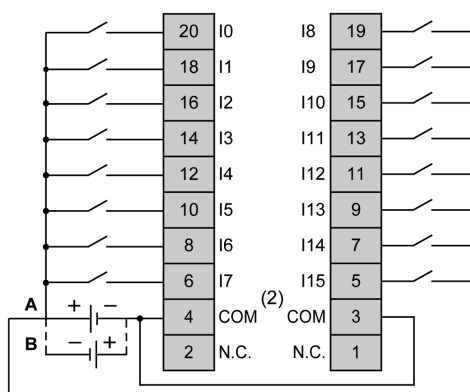 20 I0 I8 19
18 I1 I9 17
16 I2 I10 15
14 I3 I11 13
12 I4 I12 11
10 I5 I13 9
8 I6 I14 7
6 I7 I15 5
A + − 4 COM (2) COM 3
B − + 2 N.C. N.C. 1